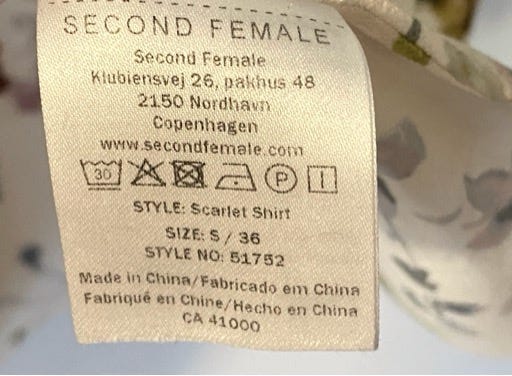 SECOND FEMALE
Second Female
Klubiensvej 26, pakhus 48
2150 Nordhavn
Copenhagen
www.secondfemale.com
30 P
STYLE: Scarlet Shirt
SIZE: S / 36
STYLE NO: 51752
Made in China/Fabricado em China
Fabriqué en Chine/Hecho en China
CA 41000